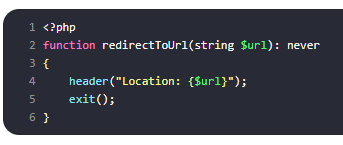 1 <?php
2 function redirectToUrl(string $url): never
3 {
4     header("Location: {$url}");
5     exit();
6 }